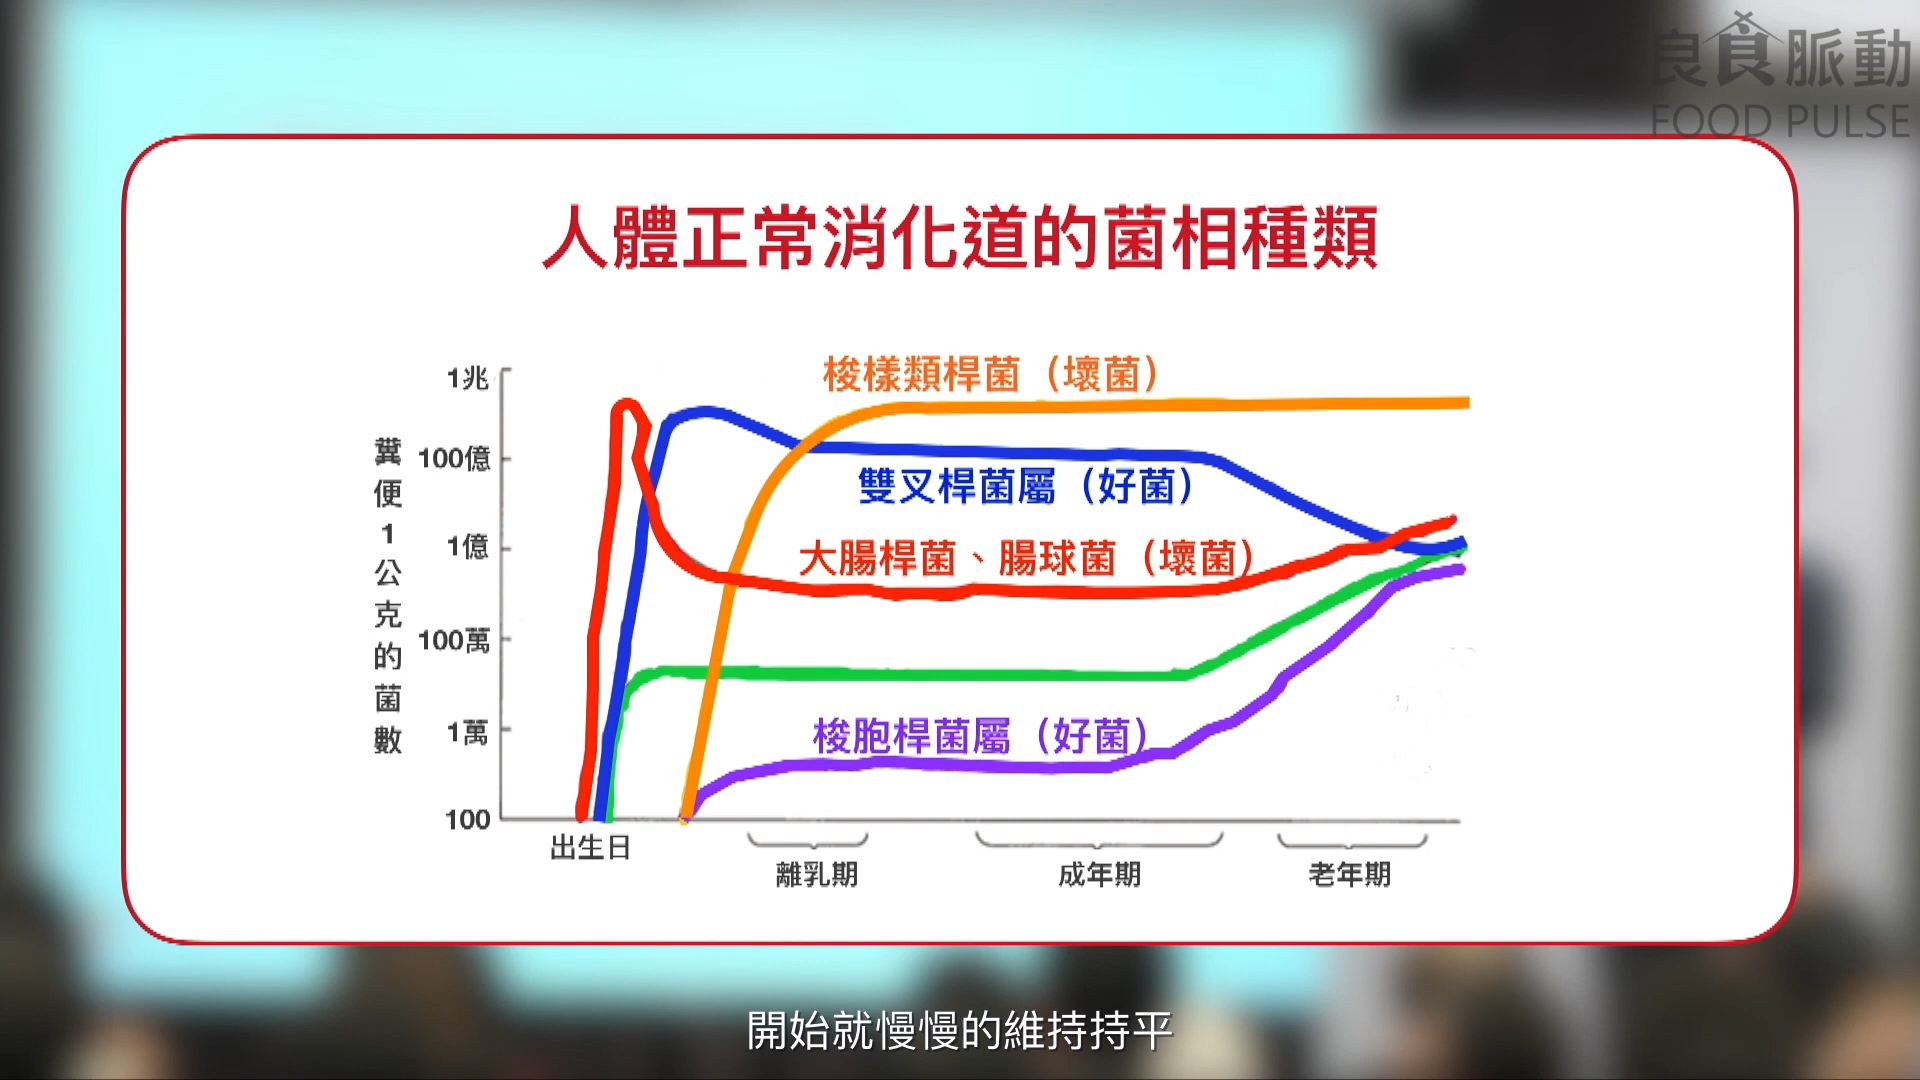 良食脈動
FOOD PULSE
人體正常消化道的菌相種類
糞便1公克的菌數
1兆
100億
1億
100萬
1萬
100
梭樣類桿菌（壞菌）
雙叉桿菌屬（好菌）
大腸桿菌、腸球菌（壞菌）
梭胞桿菌屬（好菌）
出生日
離乳期
成年期
老年期
開始就慢慢的維持持平